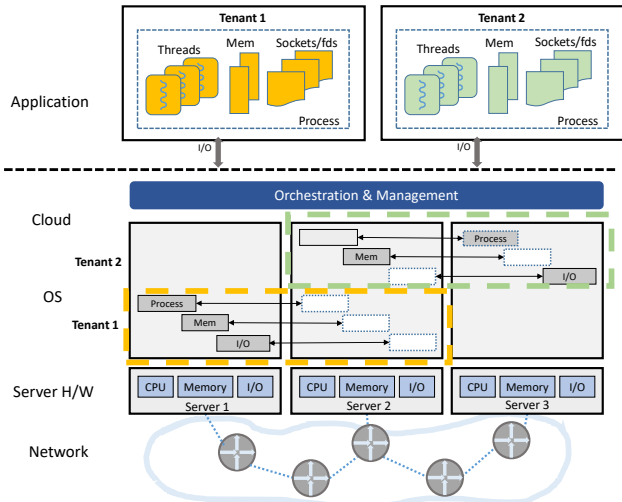 Tenant 1
Tenant 2
Threads
Mem
Sockets/fds
Threads
Mem
Sockets/fds
Application
Process
Process
I/O
I/O
Orchestration & Management
Cloud
Process
Mem
Tenant 2
I/O
OS
Process
Tenant 1
Mem
I/O
Server H/W
CPU
Memory
I/O
CPU
Memory
I/O
CPU
Memory
I/O
Server 1
Server 2
Server 3
Network